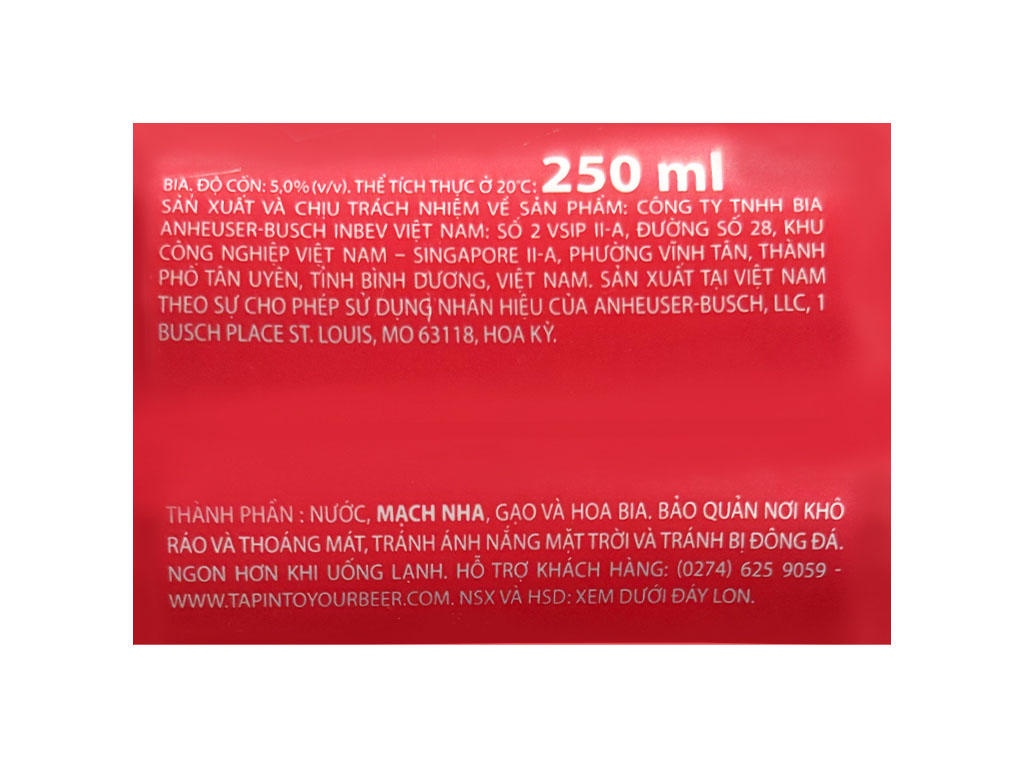 BIA. ĐỘ CỒN: 5,0% (v/v). THỂ TÍCH THỰC Ở 20°C: 250 ml
SẢN XUẤT VÀ CHỊU TRÁCH NHIỆM VỀ SẢN PHẨM: CÔNG TY TNHH BIA
ANHEUSER-BUSCH INBEV VIỆT NAM: SỐ 2 VSIP II-A, ĐƯỜNG SỐ 28, KHU
CÔNG NGHIỆP VIỆT NAM – SINGAPORE II-A, PHƯỜNG VĨNH TÂN, THÀNH
PHỐ TÂN UYÊN, TỈNH BÌNH DƯƠNG, VIỆT NAM. SẢN XUẤT TẠI VIỆT NAM
THEO SỰ CHO PHÉP SỬ DỤNG NHÃN HIỆU CỦA ANHEUSER-BUSCH, LLC, 1
BUSCH PLACE ST. LOUIS, MO 63118, HOA KỲ.
THÀNH PHẦN : NƯỚC, MẠCH NHA, GẠO VÀ HOA BIA. BẢO QUẢN NƠI KHÔ
RÁO VÀ THOÁNG MÁT, TRÁNH ÁNH NẮNG MẶT TRỜI VÀ TRÁNH BỊ ĐÔNG ĐÁ.
NGON HƠN KHI UỐNG LẠNH. HỖ TRỢ KHÁCH HÀNG: (0274) 625 9059 -
WWW.TAPINTOYOURBEER.COM. NSX VÀ HSD: XEM DƯỚI ĐÁY LON.